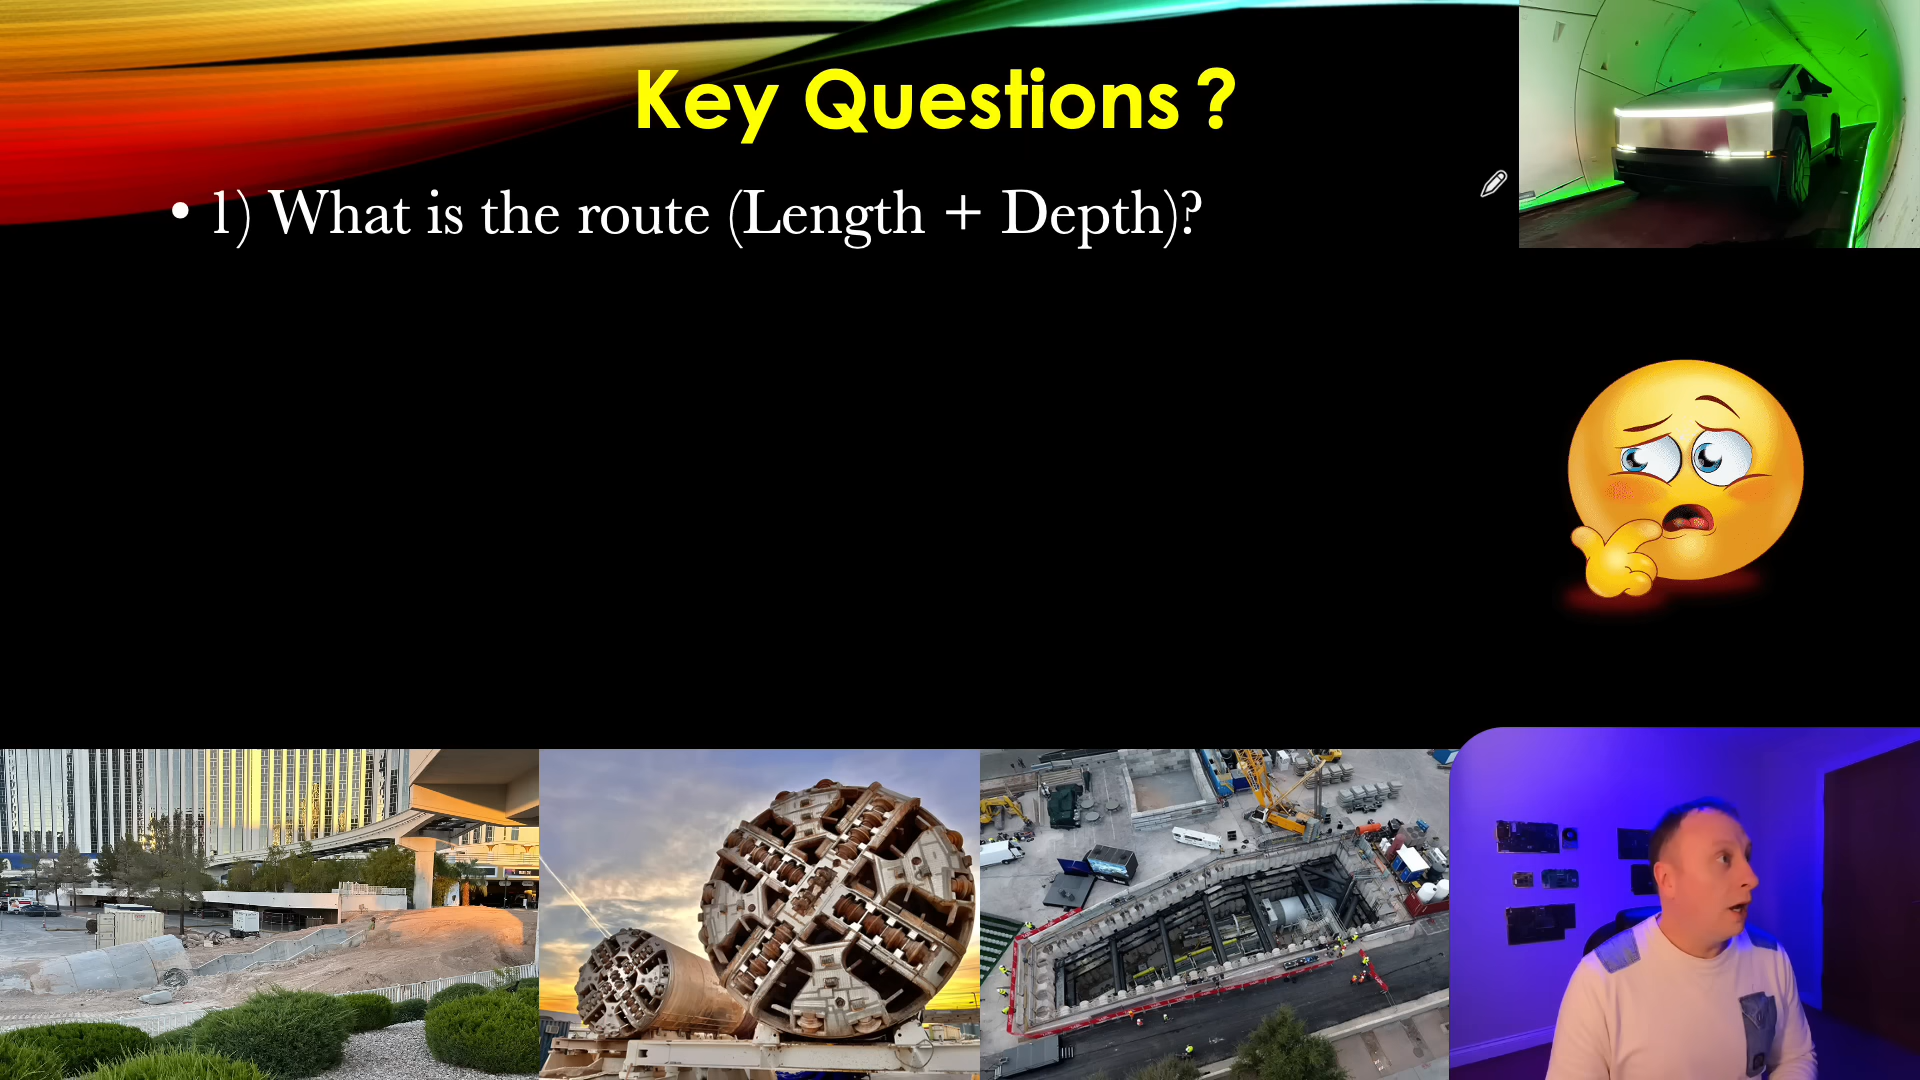 Key Questions ?
• 1) What is the route (Length + Depth)?